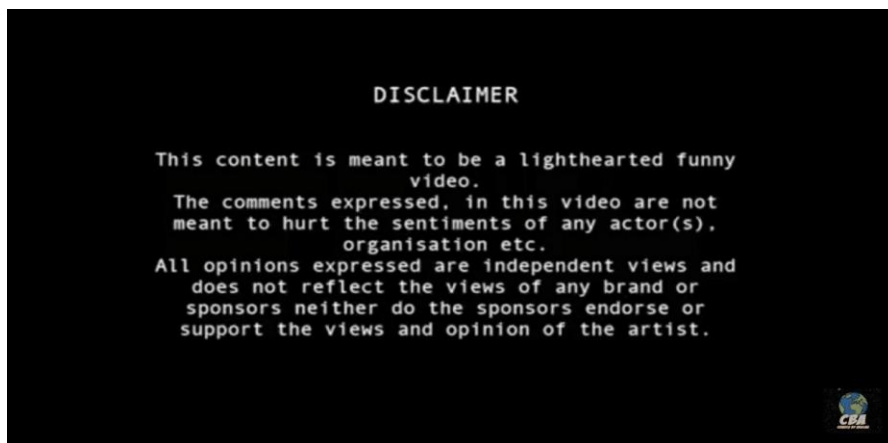 DISCLAIMER
This content is meant to be a lighthearted funny
video.
The comments expressed, in this video are not
meant to hurt the sentiments of any actor(s),
organisation etc.
All opinions expressed are independent views and
does not reflect the views of any brand or
sponsors neither do the sponsors endorse or
support the views and opinion of the artist.
CBA